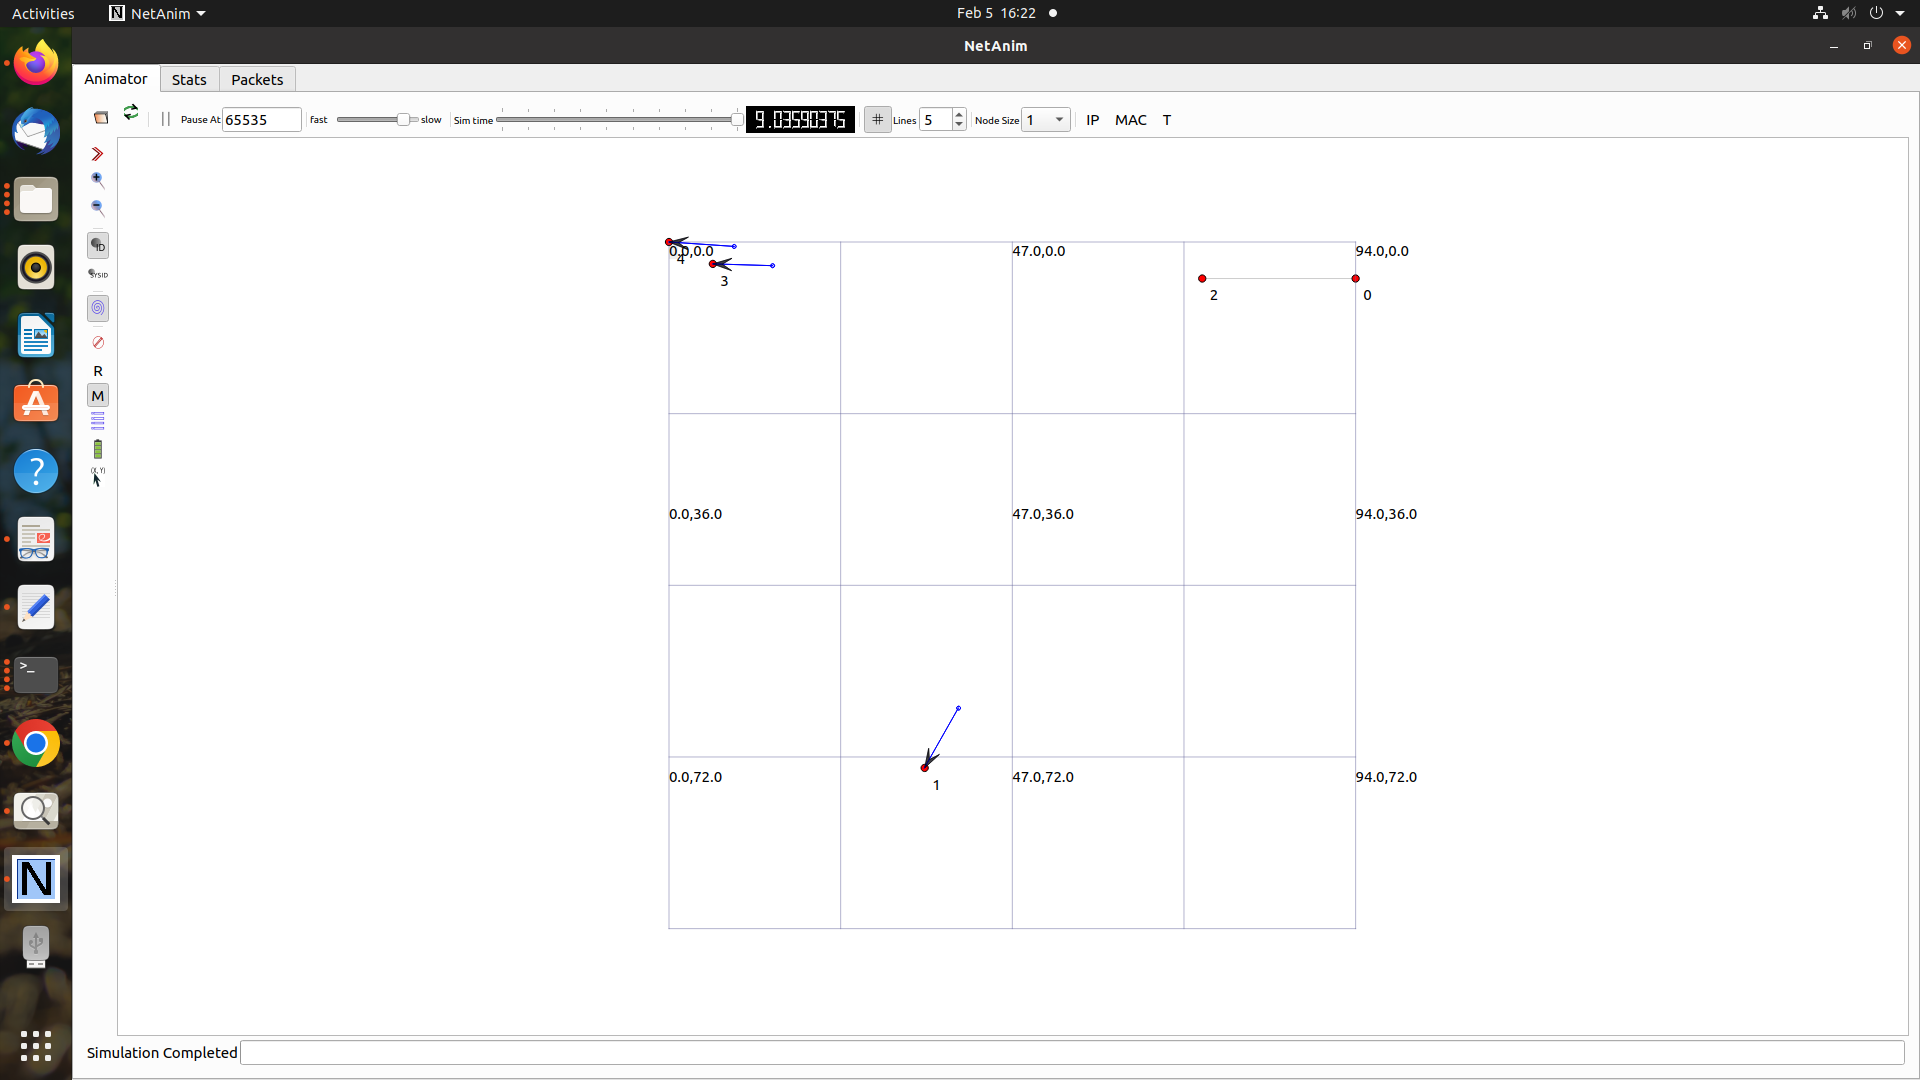 Activities NetAnim Feb 5 16:22
NetAnim
Animator Stats Packets
Pause At 65535 fast slow Sim time 9.03590375 # Lines 5 Node Size 1 IP MAC T
ID
SYSID
R
M
(X, Y)
0.0,0.0 47.0,0.0 94.0,0.0
4
3
2 0
0.0,36.0 47.0,36.0 94.0,36.0
0.0,72.0 47.0,72.0 94.0,72.0
1
>_
?
A
N
Simulation Completed